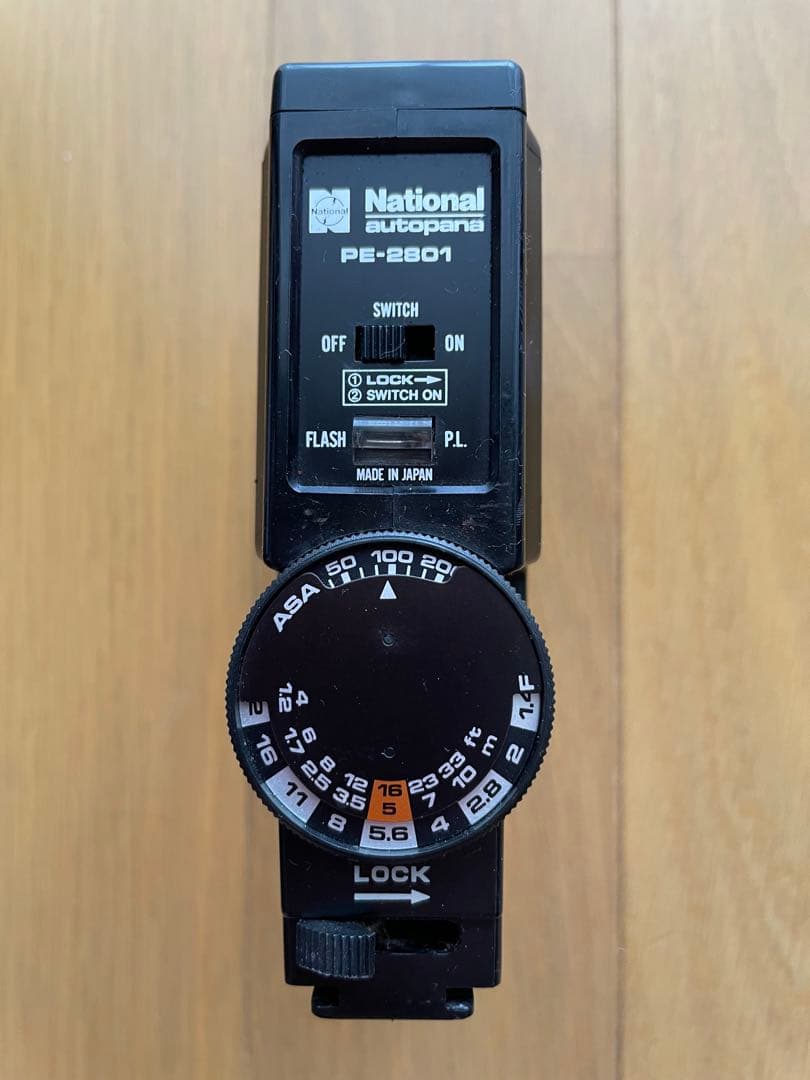 National
National
autopana
PE-2801
SWITCH
OFF ON
① LOCK→
② SWITCH ON
FLASH P.L.
MADE IN JAPAN
ASA 50 100 200
4 6 8 12 16 23 33 ft
1.2 1.7 2.5 3.5 5 7 10 m
16 11 8 5.6 4 2.8 2 1.4 F
LOCK